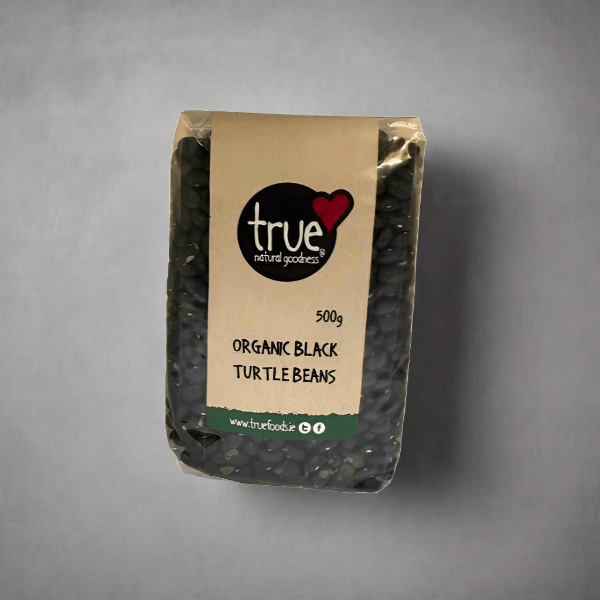 true
natural goodness®
500g
ORGANIC BLACK
TURTLE BEANS
www.truefoods.ie